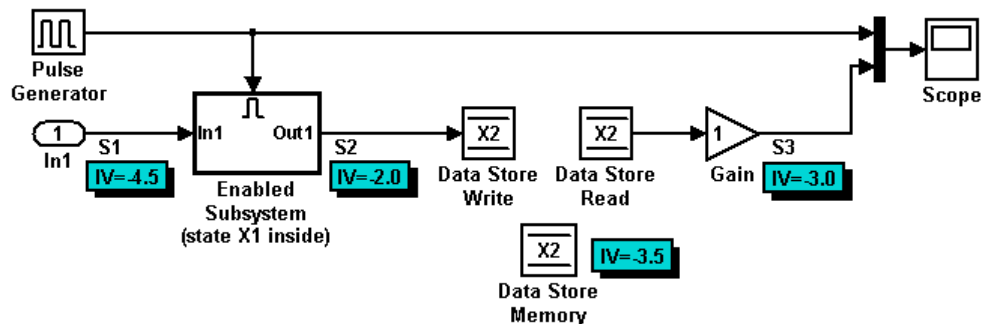 Pulse
Generator
1
In1
S1
IV=-4.5
In1
Out1
Enabled
Subsystem
(state X1 inside)
S2
IV=-2.0
X2
Data Store
Write
X2
Data Store
Read
1
Gain
S3
IV=-3.0
Scope
X2
Data Store
Memory
IV=-3.5